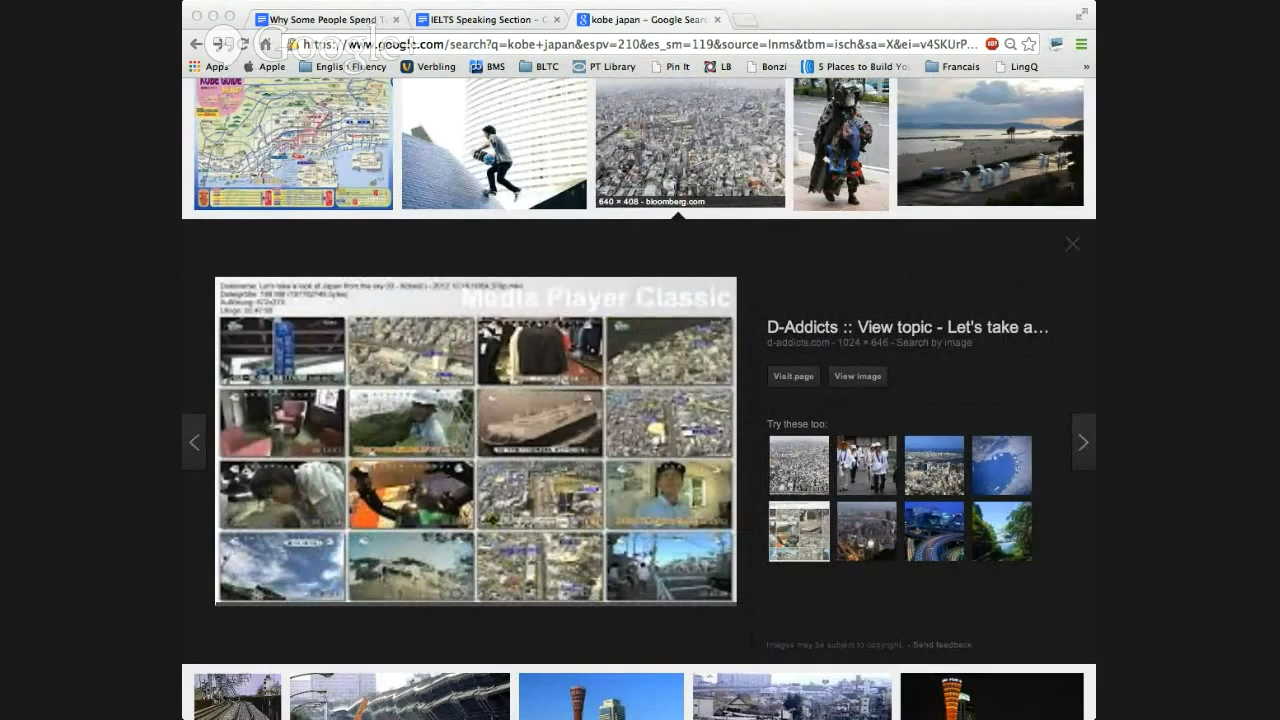 Why Some People Spend T
IELTS Speaking Section – C
kobe japan – Google Searc
Google+
https://www.google.com/search?q=kobe+japan&espv=210&es_sm=119&source=lnms&tbm=isch&sa=X&ei=v4SKUrP...
Apps
Apple
English Fluency
Verbling
BMS
BLTC
PT Library
Pin It
LB
Bonzi
5 Places to Build Yo
Francais
LingQ
»
KOBE GUIDE
MAP
640 × 408 - bloomberg.com
Media Player Classic
D-Addicts :: View topic - Let's take a...
d-addicts.com - 1024 × 646 - Search by image
Visit page
View image
Try these too:
Images may be subject to copyright. - Send feedback